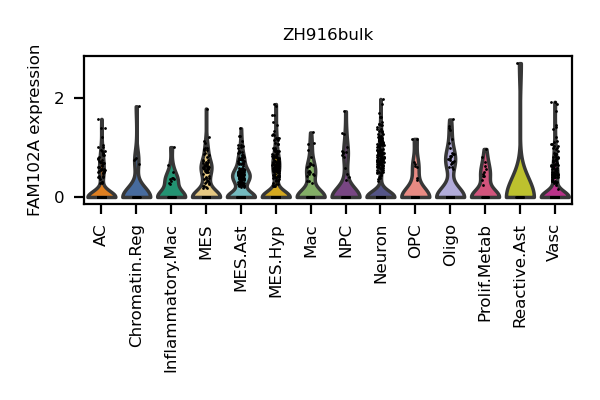 ZH916bulk
FAM102A expression
2
0
AC
Chromatin.Reg
Inflammatory.Mac
MES
MES.Ast
MES.Hyp
Mac
NPC
Neuron
OPC
Oligo
Prolif.Metab
Reactive.Ast
Vasc